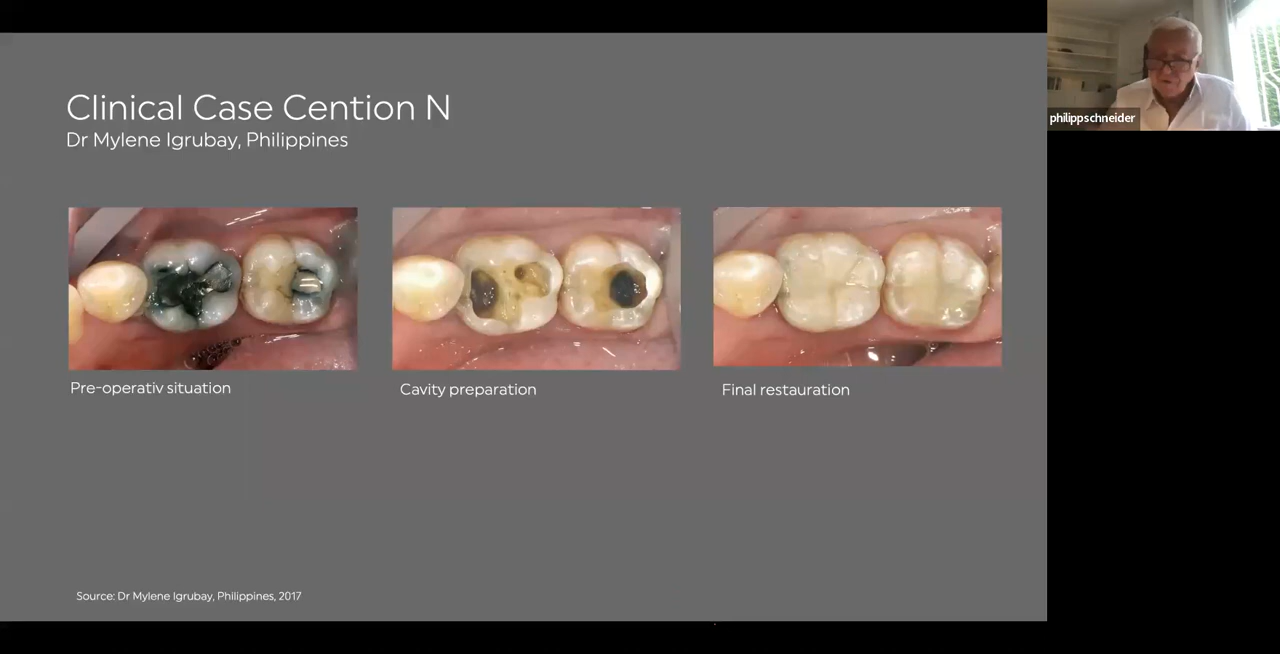 Clinical Case Cention N
Dr Mylene Igrubay, Philippines
Pre-operativ situation
Cavity preparation
Final restauration
Source: Dr Mylene Igrubay, Philippines, 2017
philippschneider